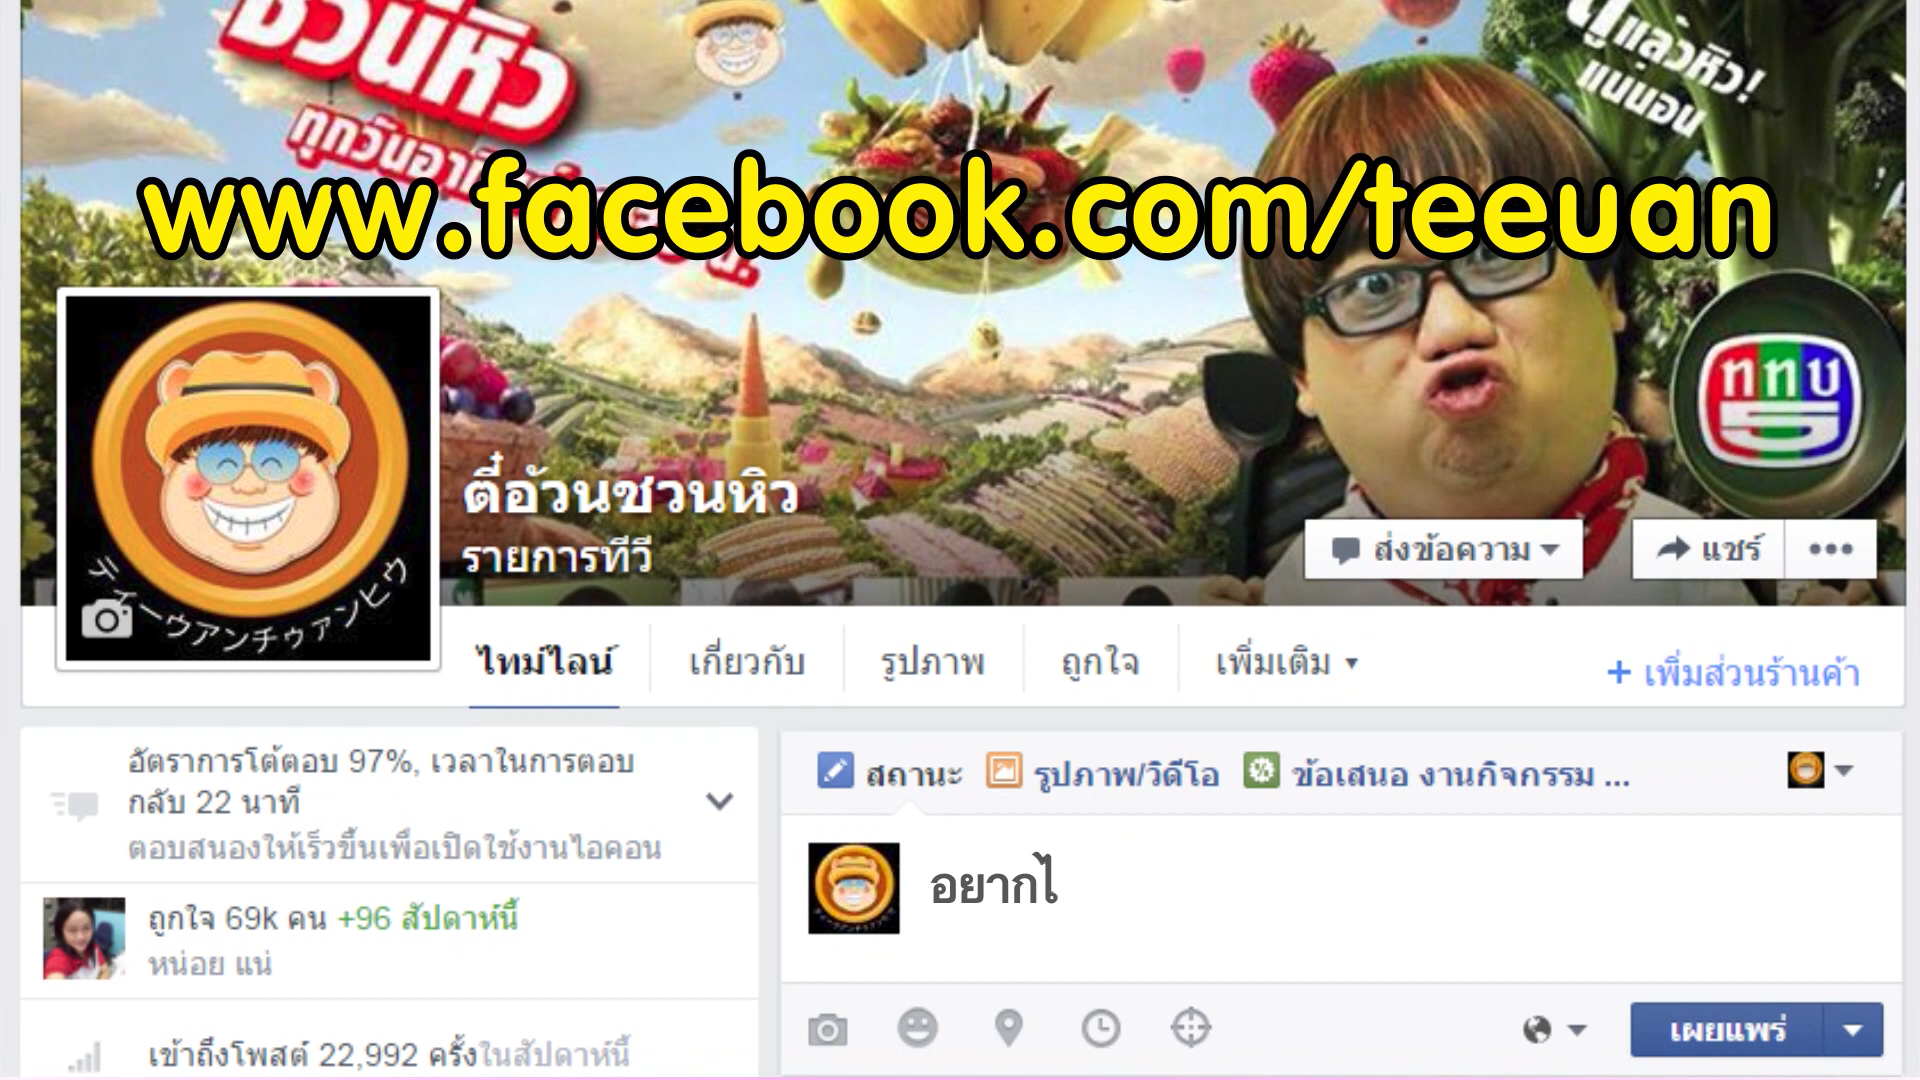 ชวนหิว
ดูแล้วหิว!
แน่นอน
www.facebook.com/teeuan
ททบ
5
ตี๋อ้วนชวนหิว
รายการทีวี
ส่งข้อความ
แชร์
ティーウアンチゥアンヒウ
ไทม์ไลน์
เกี่ยวกับ
รูปภาพ
ถูกใจ
เพิ่มเติม
+ เพิ่มส่วนร้านค้า
อัตราการโต้ตอบ 97%, เวลาในการตอบ
กลับ 22 นาที
ตอบสนองให้เร็วขึ้นเพื่อเปิดใช้งานไอคอน
ถูกใจ 69k คน +96 สัปดาห์นี้
หน่อย แน่
เข้าถึงโพสต์ 22,992 ครั้งในสัปดาห์นี้
สถานะ
รูปภาพ/วิดีโอ
ข้อเสนอ งานกิจกรรม ...
อยากไ
เผยแพร่